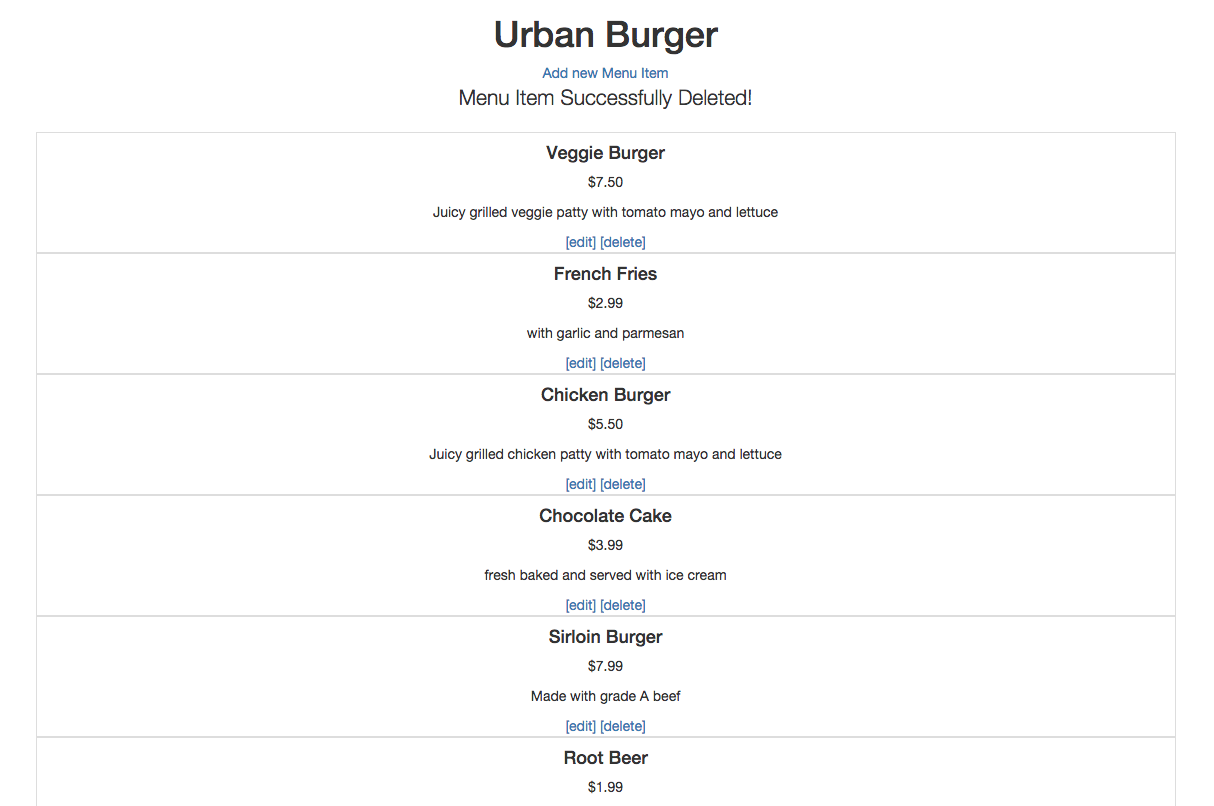 Urban Burger
Add new Menu Item
Menu Item Successfully Deleted!
Veggie Burger
$7.50
Juicy grilled veggie patty with tomato mayo and lettuce
[edit] [delete]
French Fries
$2.99
with garlic and parmesan
[edit] [delete]
Chicken Burger
$5.50
Juicy grilled chicken patty with tomato mayo and lettuce
[edit] [delete]
Chocolate Cake
$3.99
fresh baked and served with ice cream
[edit] [delete]
Sirloin Burger
$7.99
Made with grade A beef
[edit] [delete]
Root Beer
$1.99